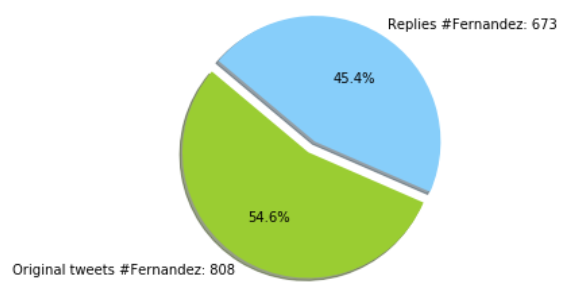 Replies #Fernandez: 673
45.4%
54.6%
Original tweets #Fernandez: 808